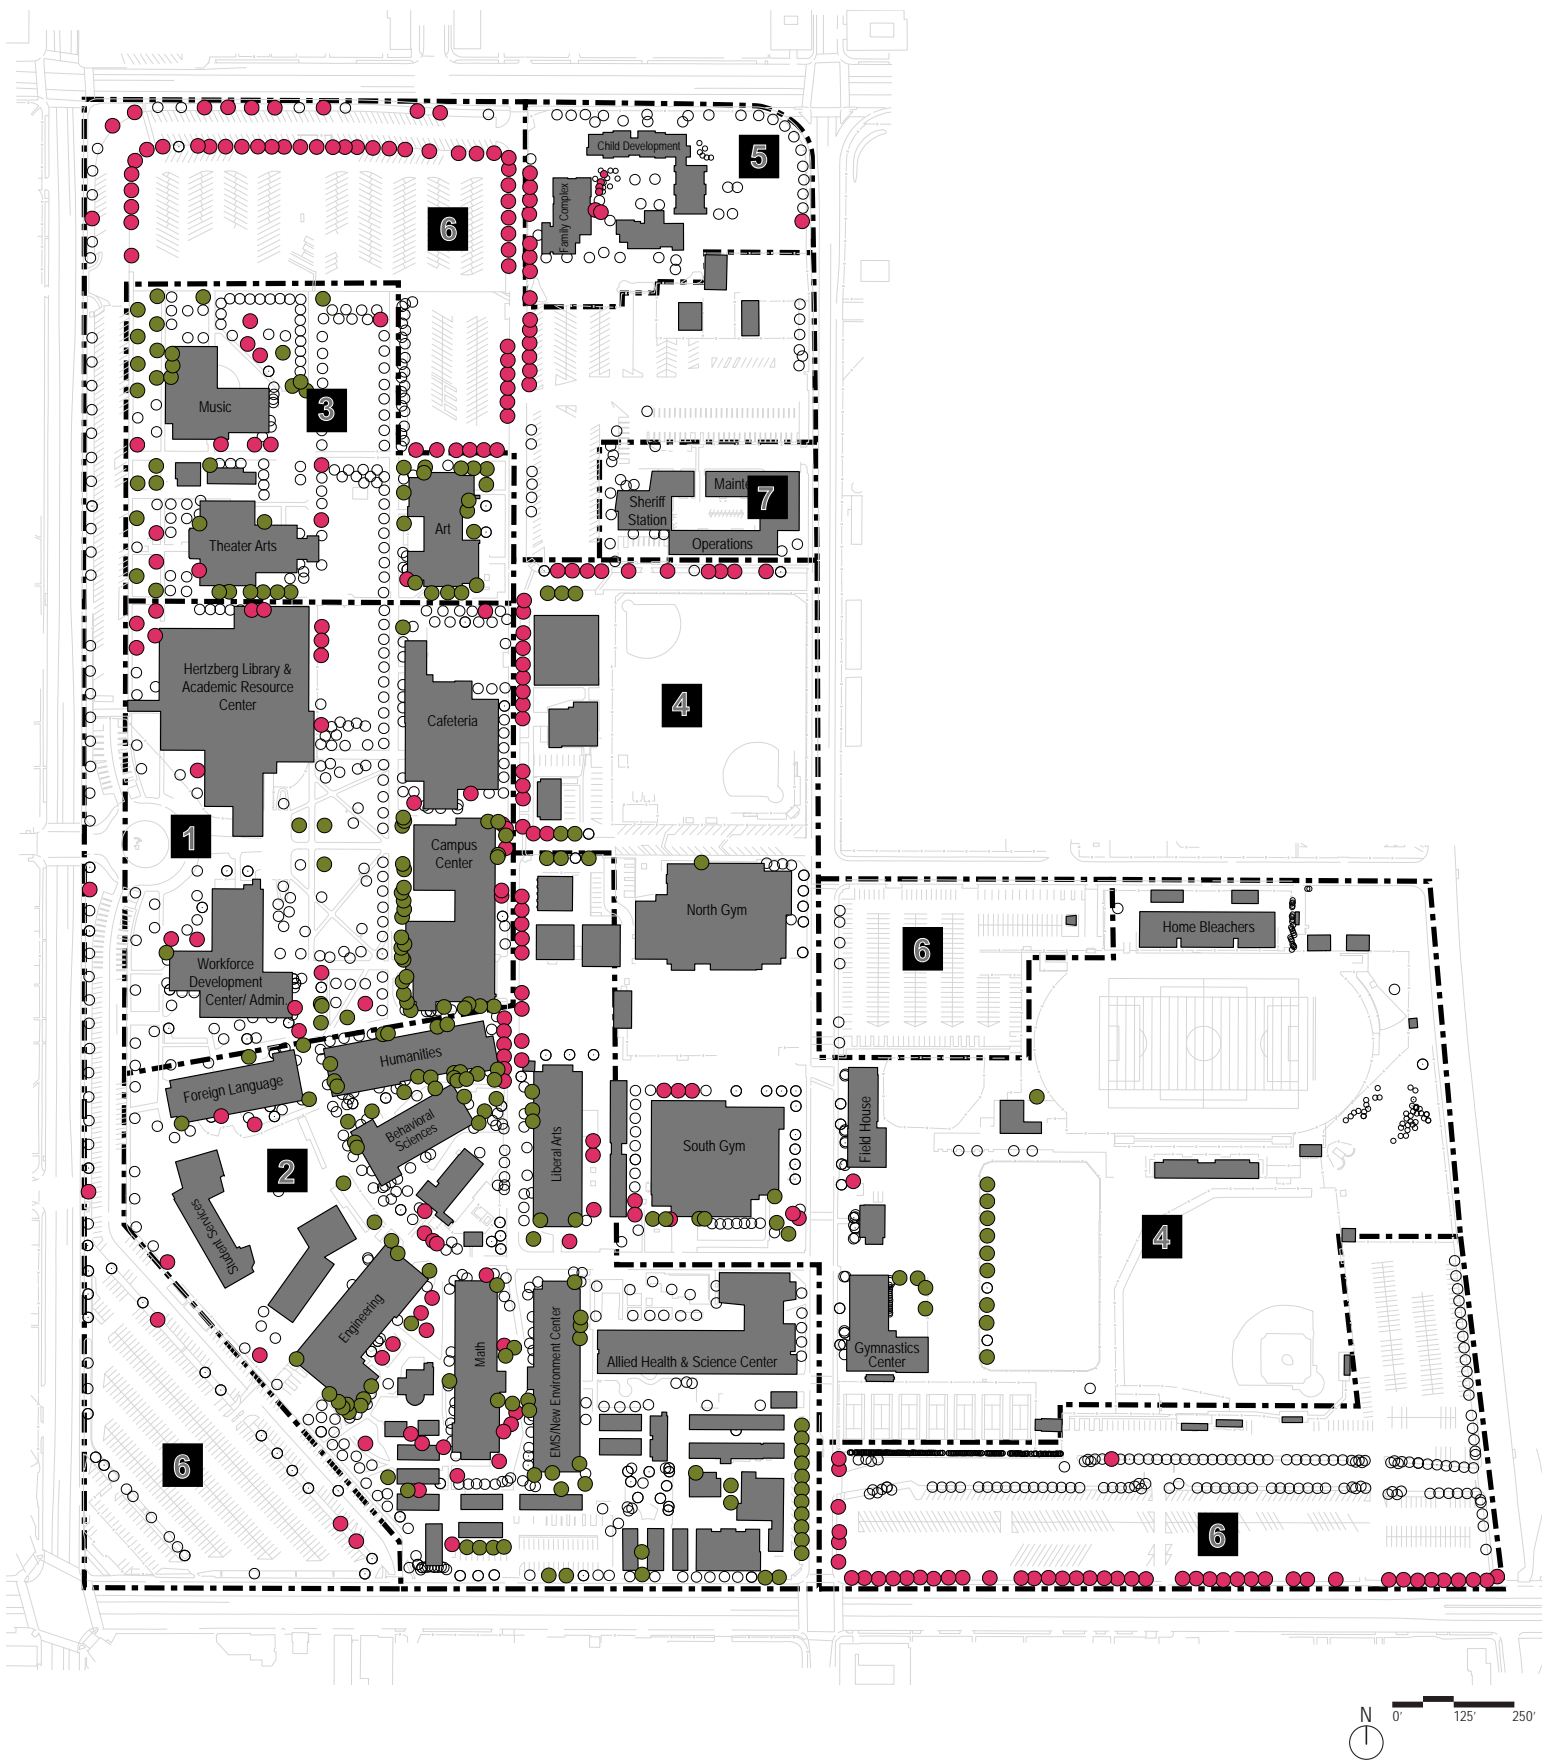 Child Development
5
Family Complex
6
Music
3
Art
Sheriff
Station
Mainte
7
Operations
Theater Arts
Hertzberg Library &
Academic Resource
Center
Cafeteria
4
1
Campus
Center
North Gym
Home Bleachers
6
Workforce
Development
Center/ Admin.
Humanities
Foreign Language
Behavioral
Sciences
Liberal Arts
South Gym
Field House
2
Student Services
4
Engineering
Math
EMS/New Environment Center
Allied Health & Science Center
Gymnastics
Center
6
6
N
0'
125'
250'